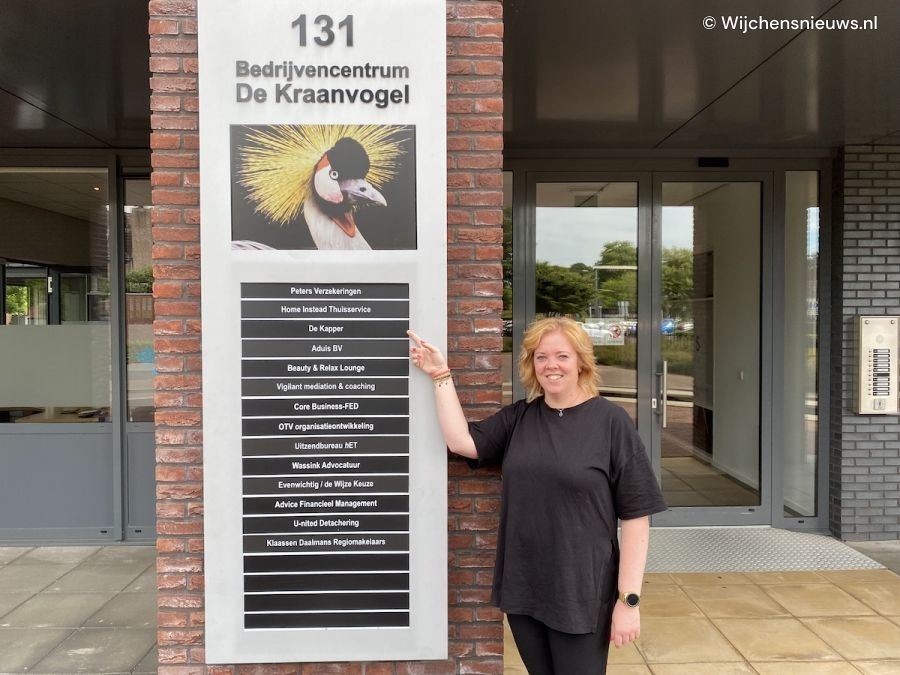 © Wijchensnieuws.nl
131
Bedrijvencentrum
De Kraanvogel
Peters Verzekeringen
Home Instead Thuisservice
De Kapper
Aduis BV
Beauty & Relax Lounge
Vigilant mediation & coaching
Core Business-FED
OTV organisatieontwikkeling
Uitzendbureau hET
Wassink Advocatuur
Evenwichtig / de Wijze Keuze
Advice Financieel Management
U-nited Detachering
Klaassen Daalmans Regiomakelaars